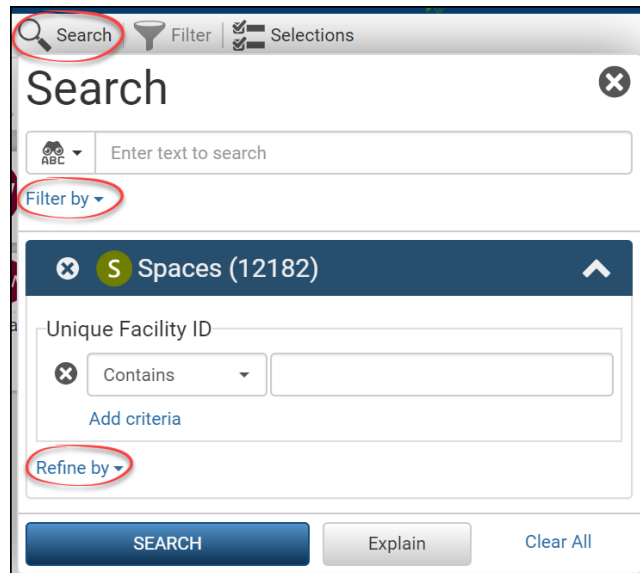 Search Filter Selections
Search
ABC Enter text to search
Filter by
S Spaces (12182)
Unique Facility ID
Contains
Add criteria
Refine by
SEARCH Explain Clear All